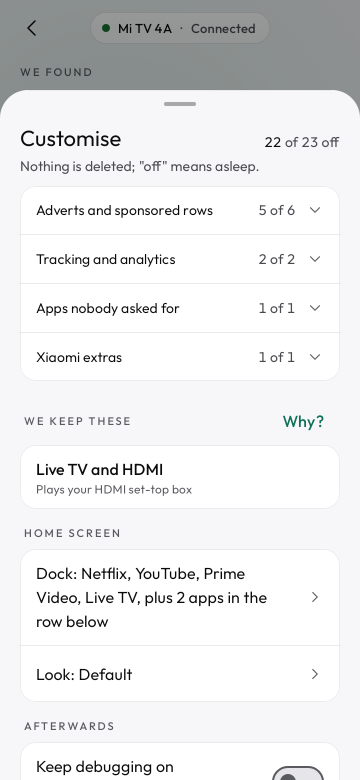 Mi TV 4A · Connected
WE FOUND
Customise
22 of 23 off
Nothing is deleted; "off" means asleep.
Adverts and sponsored rows 5 of 6
Tracking and analytics 2 of 2
Apps nobody asked for 1 of 1
Xiaomi extras 1 of 1
WE KEEP THESE Why?
Live TV and HDMI
Plays your HDMI set-top box
HOME SCREEN
Dock: Netflix, YouTube, Prime
Video, Live TV, plus 2 apps in the
row below
Look: Default
AFTERWARDS
Keep debugging on